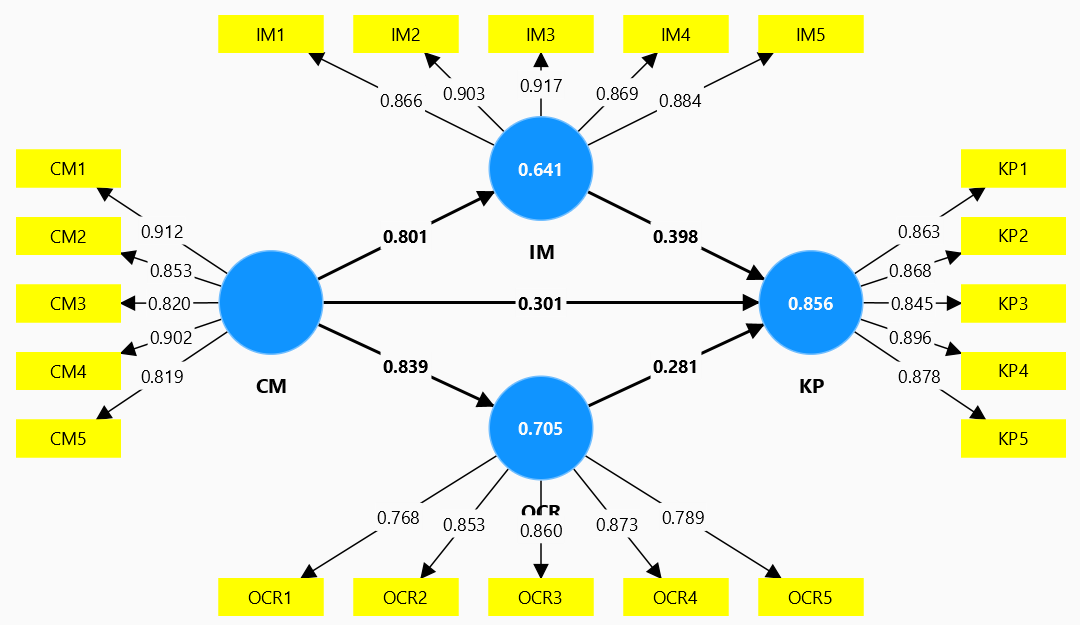 IM1 IM2 IM3 IM4 IM5
0.866 0.903 0.917 0.869 0.884
CM1 0.641 KP1
0.912 0.801 IM 0.398 0.863
CM2 KP2
0.853 0.868
CM3 0.820 0.301 0.856 0.845 KP3
0.902 0.896
CM4 0.839 0.281 KP4
0.819 CM KP 0.878
CM5 0.705 KP5
OCR
0.768 0.853 0.860 0.873 0.789
OCR1 OCR2 OCR3 OCR4 OCR5